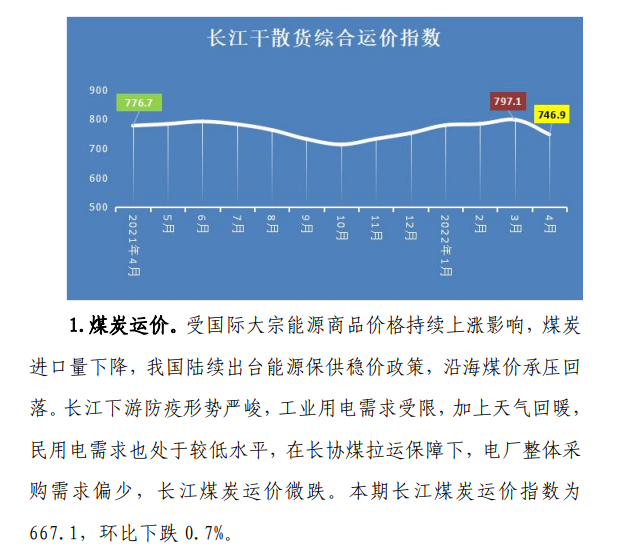 长江干散货综合运价指数
900
800
700
600
500
776.7
797.1
746.9
2021年4月
5月
6月
7月
8月
9月
10月
11月
12月
2022年1月
2月
3月
4月
1.煤炭运价。受国际大宗能源商品价格持续上涨影响，煤炭
进口量下降，我国陆续出台能源保供稳价政策，沿海煤价承压回
落。长江下游防疫形势严峻，工业用电需求受限，加上天气回暖，
民用电需求也处于较低水平，在长协煤拉运保障下，电厂整体采
购需求偏少，长江煤炭运价微跌。本期长江煤炭运价指数为
667.1，环比下跌 0.7%。